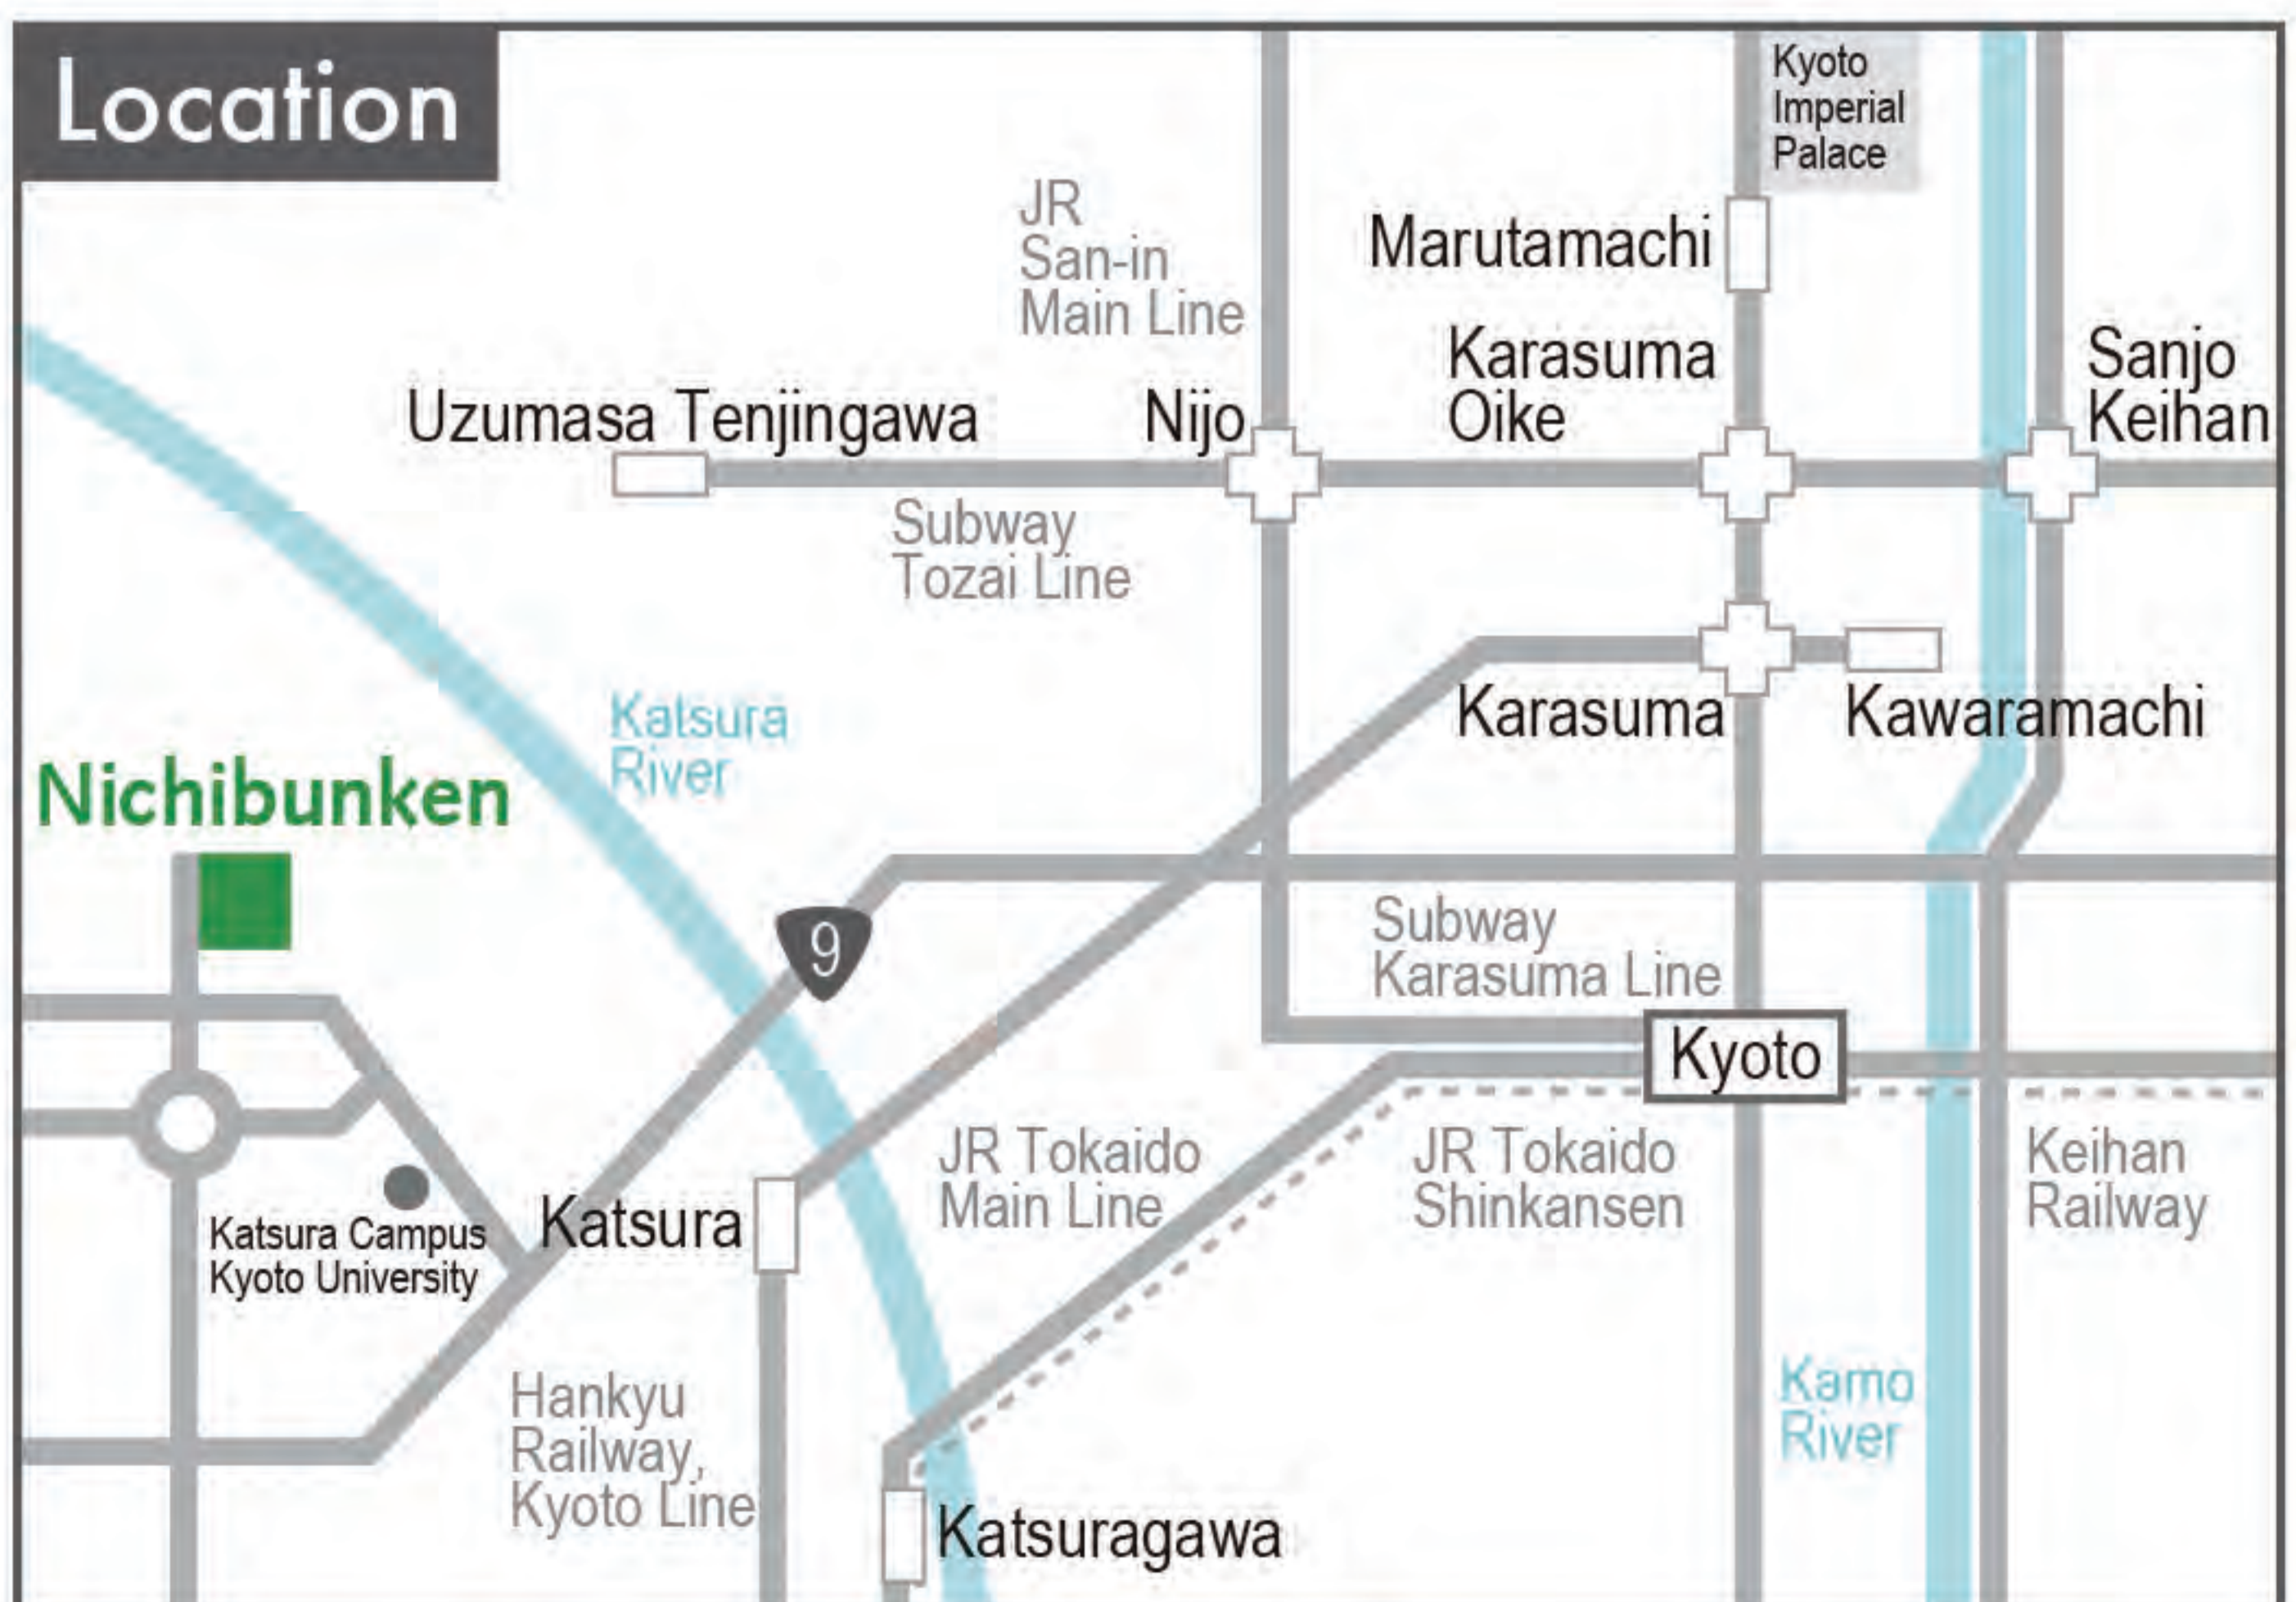 Location
Kyoto
Imperial
Palace
JR
San-in
Main Line
Marutamachi
Karasuma
Oike
Sanjo
Keihan
Uzumasa Tenjingawa
Nijo
Subway
Tozai Line
Karasuma
Kawaramachi
Katsura
River
Nichibunken
9
Subway
Karasuma Line
Kyoto
JR Tokaido
Main Line
JR Tokaido
Shinkansen
Keihan
Railway
Katsura Campus
Kyoto University
Katsura
Hankyu
Railway,
Kyoto Line
Kamo
River
Katsuragawa